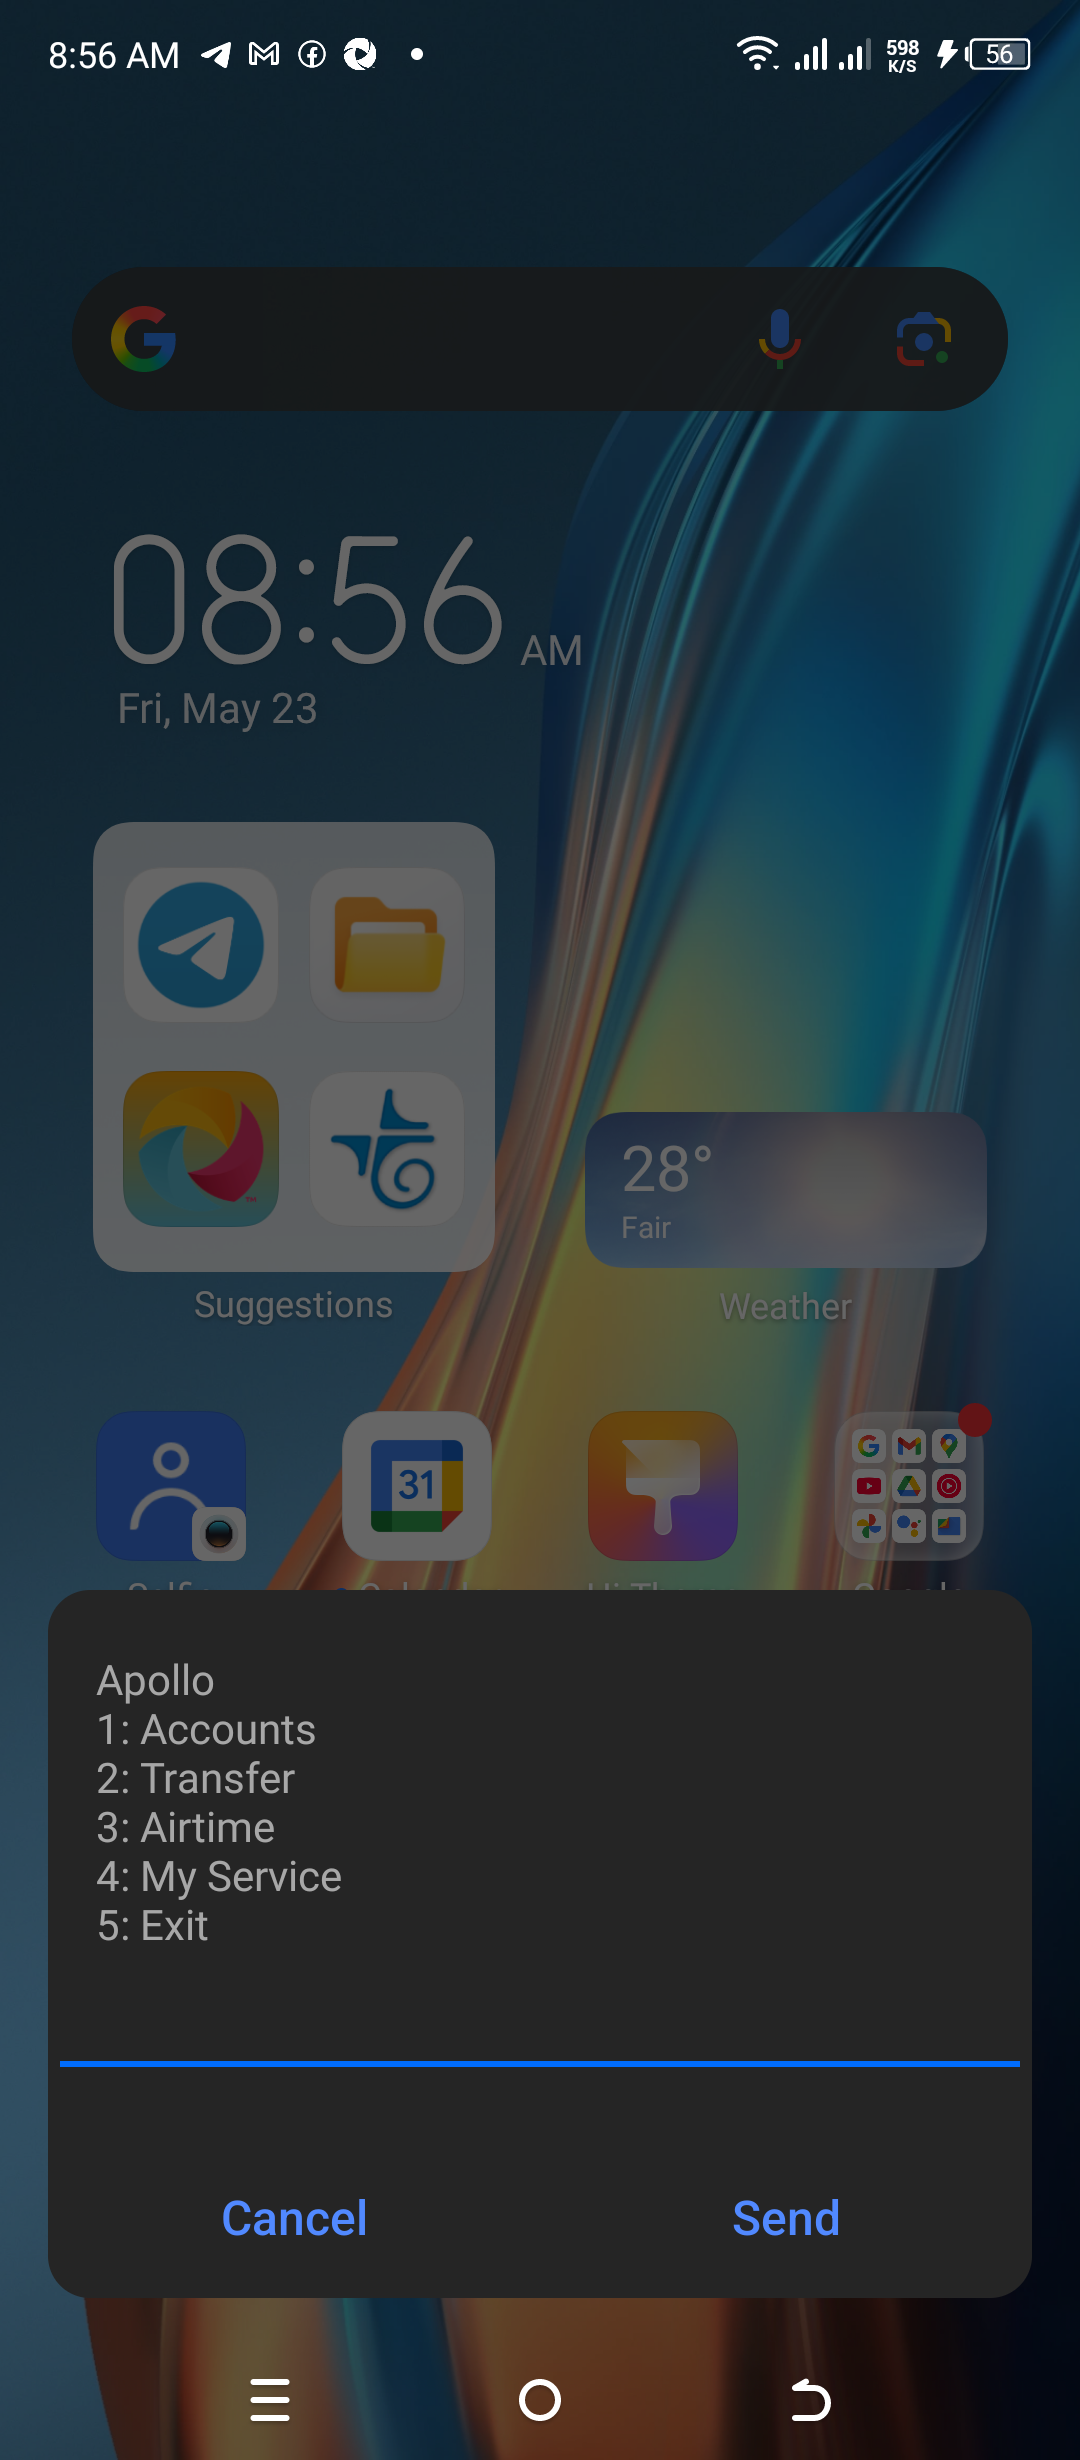 8:56 AM
598
K/S
56
08:56 AM
Fri, May 23
28°
Fair
Suggestions
Weather
31
Apollo
1: Accounts
2: Transfer
3: Airtime
4: My Service
5: Exit
Cancel
Send